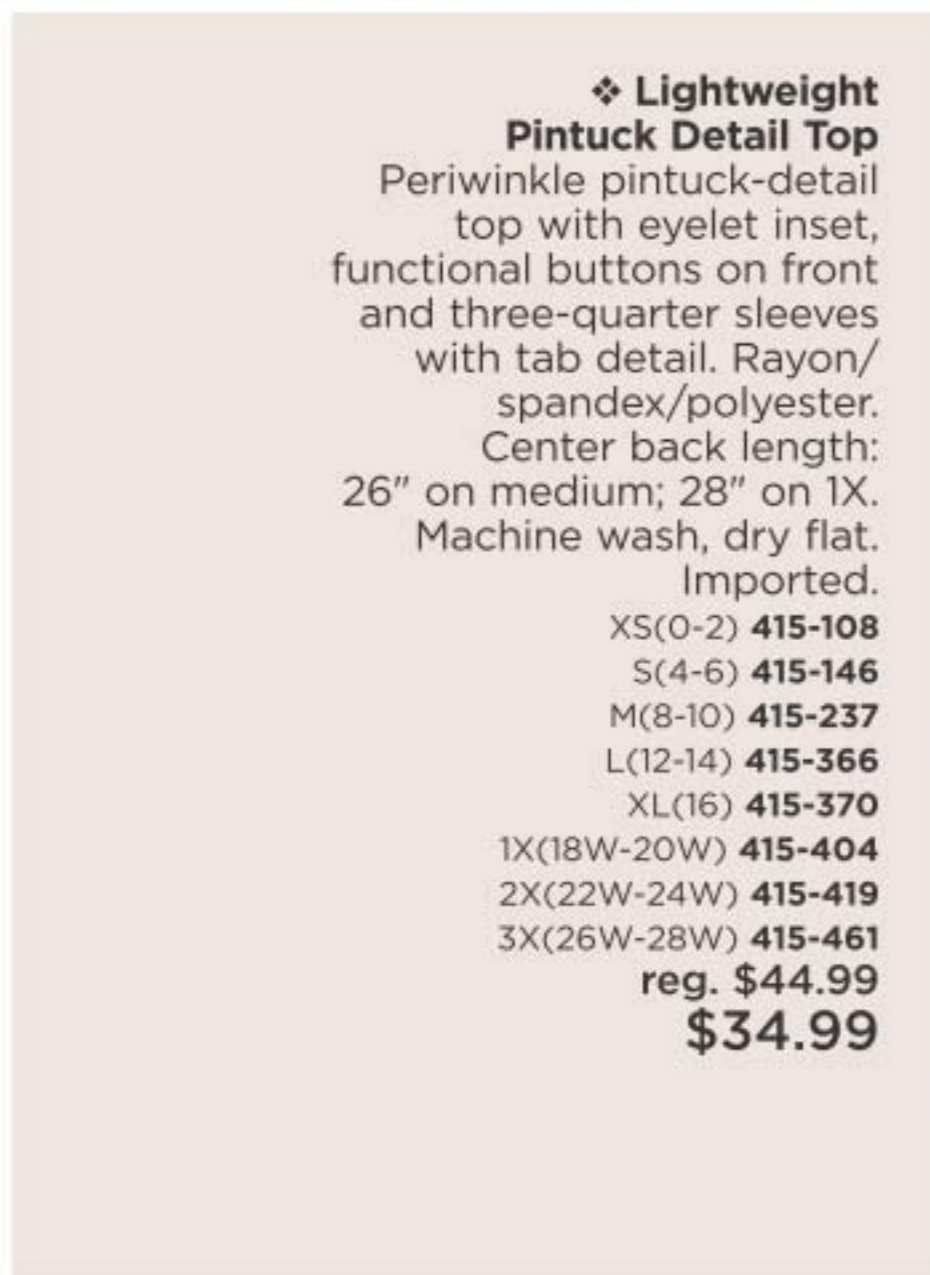 ❖ Lightweight
Pintuck Detail Top
Periwinkle pintuck-detail
top with eyelet inset,
functional buttons on front
and three-quarter sleeves
with tab detail. Rayon/
spandex/polyester.
Center back length:
26" on medium; 28" on 1X.
Machine wash, dry flat.
Imported.
XS(0-2) 415-108
S(4-6) 415-146
M(8-10) 415-237
L(12-14) 415-366
XL(16) 415-370
1X(18W-20W) 415-404
2X(22W-24W) 415-419
3X(26W-28W) 415-461
reg. $44.99
$34.99